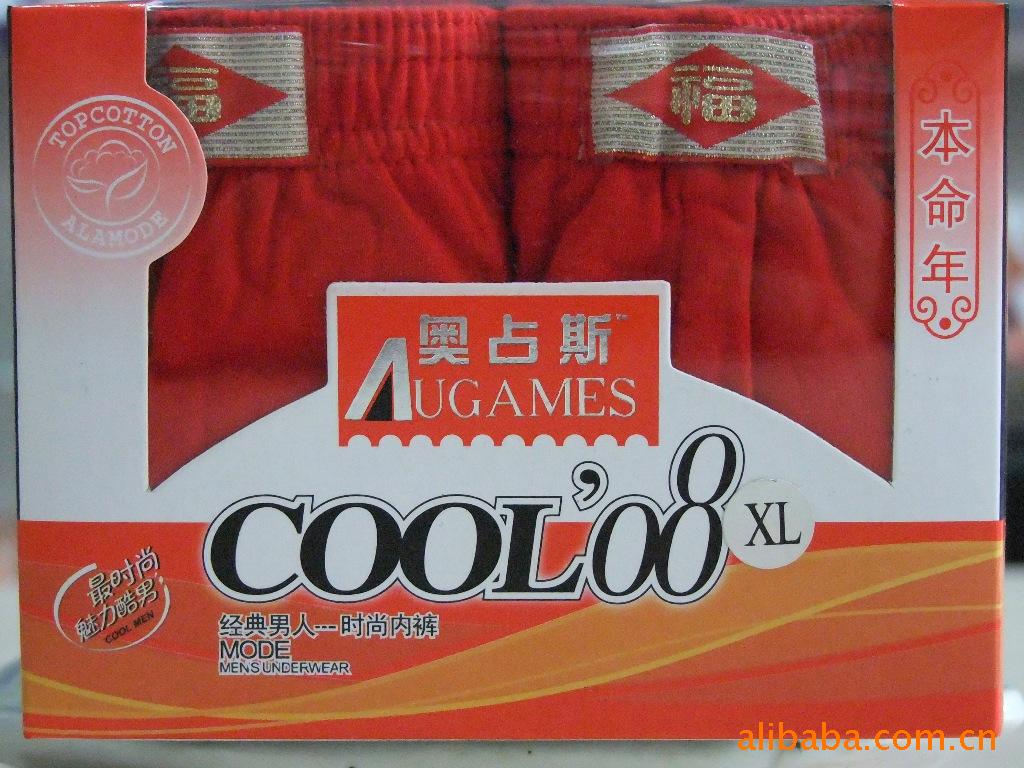 福
福
TOPCOTTON
ALAMODE
本命年
奥占斯™
AUGAMES
COOL'008
XL
最时尚
魅力酷男
COOL MEN
经典男人---时尚内裤
MODE
MENS UNDERWEAR
alibaba.com.cn